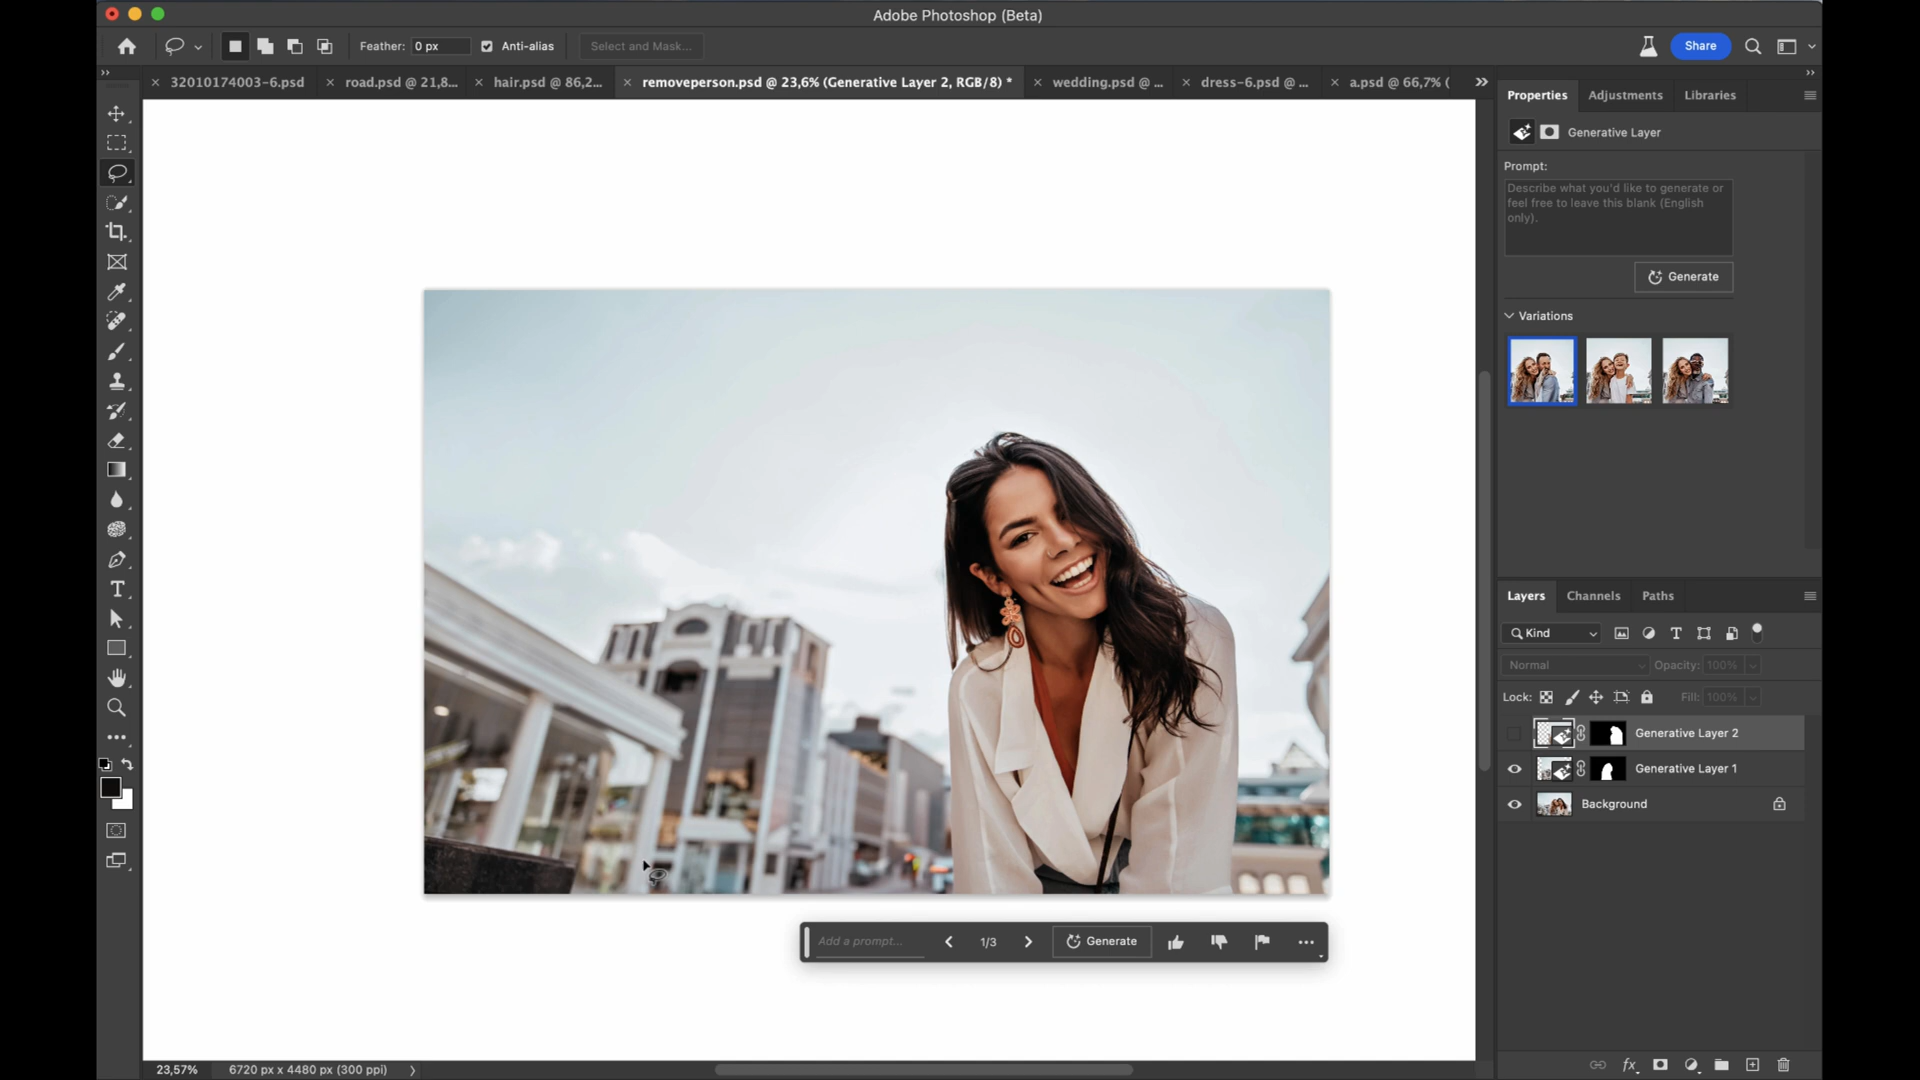 Adobe Photoshop (Beta)
Feather: 0 px Anti-alias Select and Mask... Share
32010174003-6.psd road.psd @ 21,8... hair.psd @ 86,2... removeperson.psd @ 23,6% (Generative Layer 2, RGB/8) * wedding.psd @ ... dress-6.psd @ ... a.psd @ 66,7% (
Properties Adjustments Libraries
Generative Layer
Prompt:
Describe what you'd like to generate or
feel free to leave this blank (English
only).
Generate
Variations
Layers Channels Paths
Kind
Normal Opacity: 100%
Lock: Fill: 100%
Generative Layer 2
Generative Layer 1
Background
Add a prompt... 1/3 Generate
23,57% 6720 px x 4480 px (300 ppi)